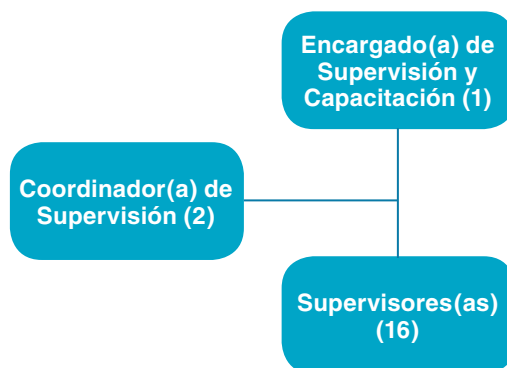 Encargado(a) de
Supervisión y
Capacitación (1)
Coordinador(a) de
Supervisión (2)
Supervisores(as)
(16)